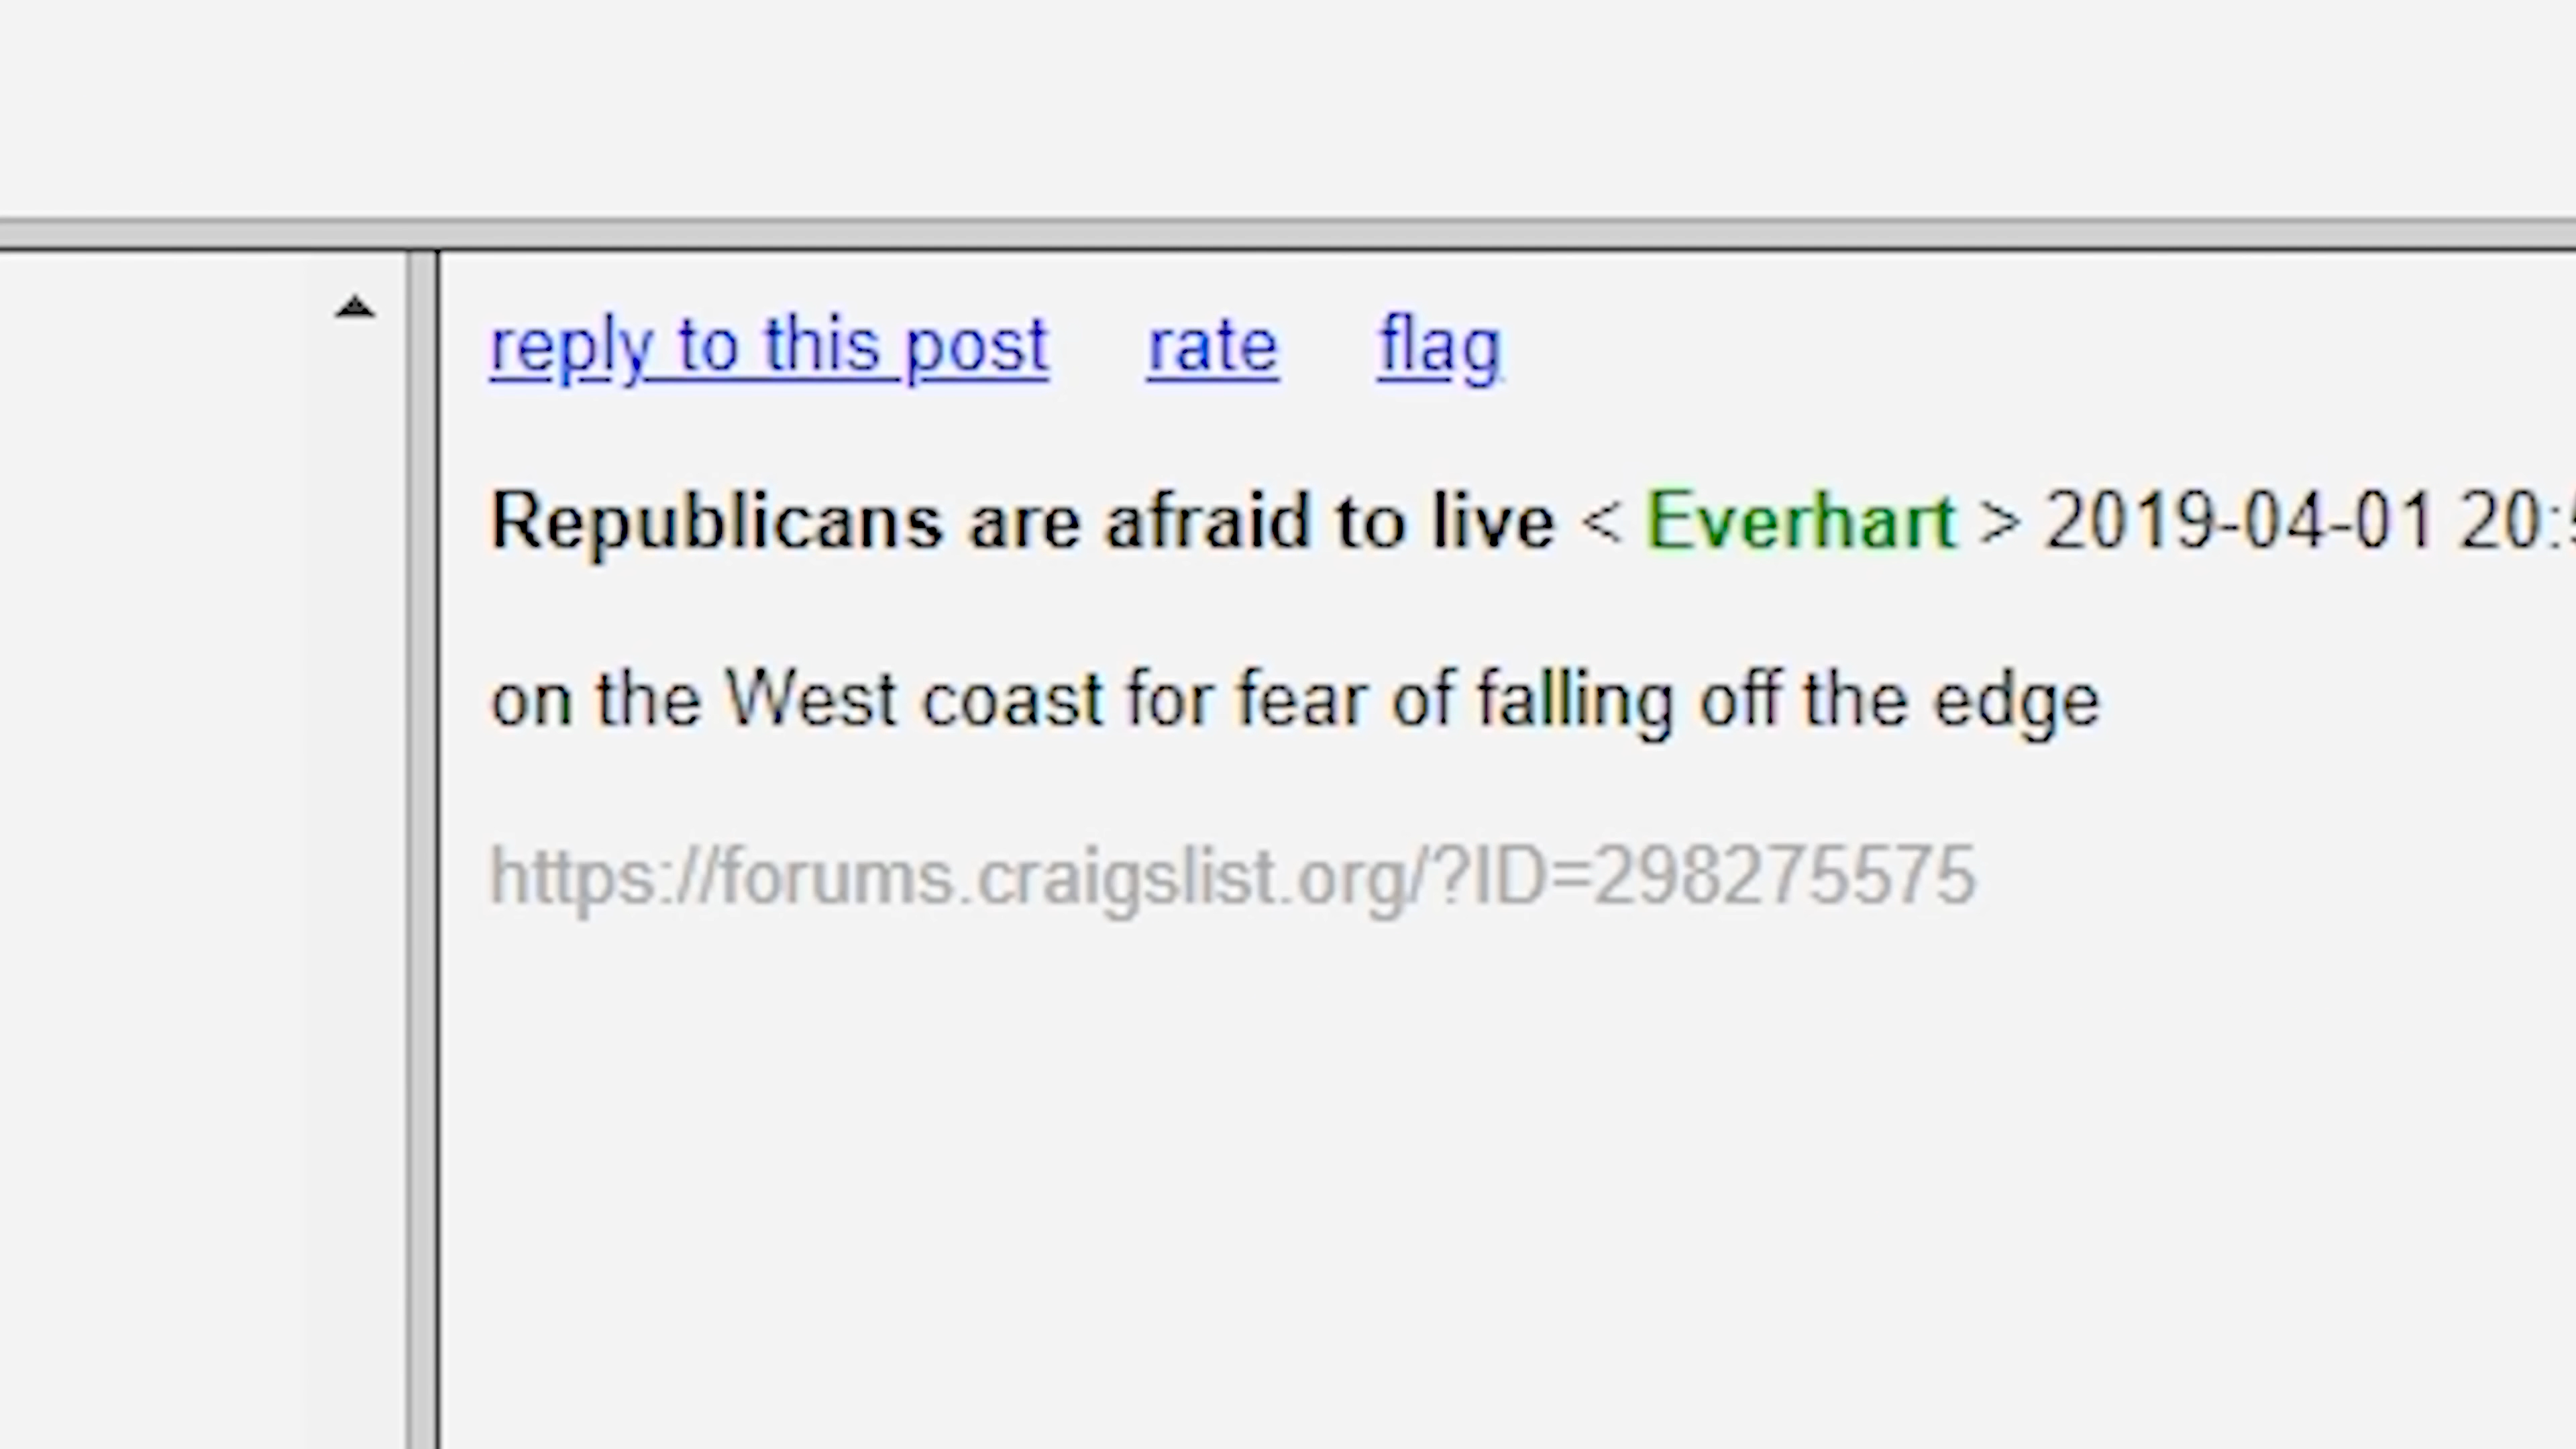 reply to this post rate flag
Republicans are afraid to live < Everhart > 2019-04-01 20:5
on the West coast for fear of falling off the edge
https://forums.craigslist.org/?ID=298275575